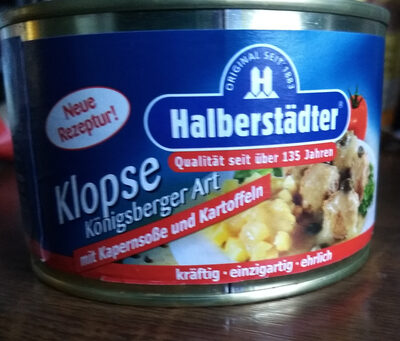 ORIGINAL SEIT 1883
Halberstädter®
Qualität seit über 135 Jahren
Neue
Rezeptur!
Klopse
Königsberger Art
mit Kapernsoße und Kartoffeln
kräftig · einzigartig · ehrlich